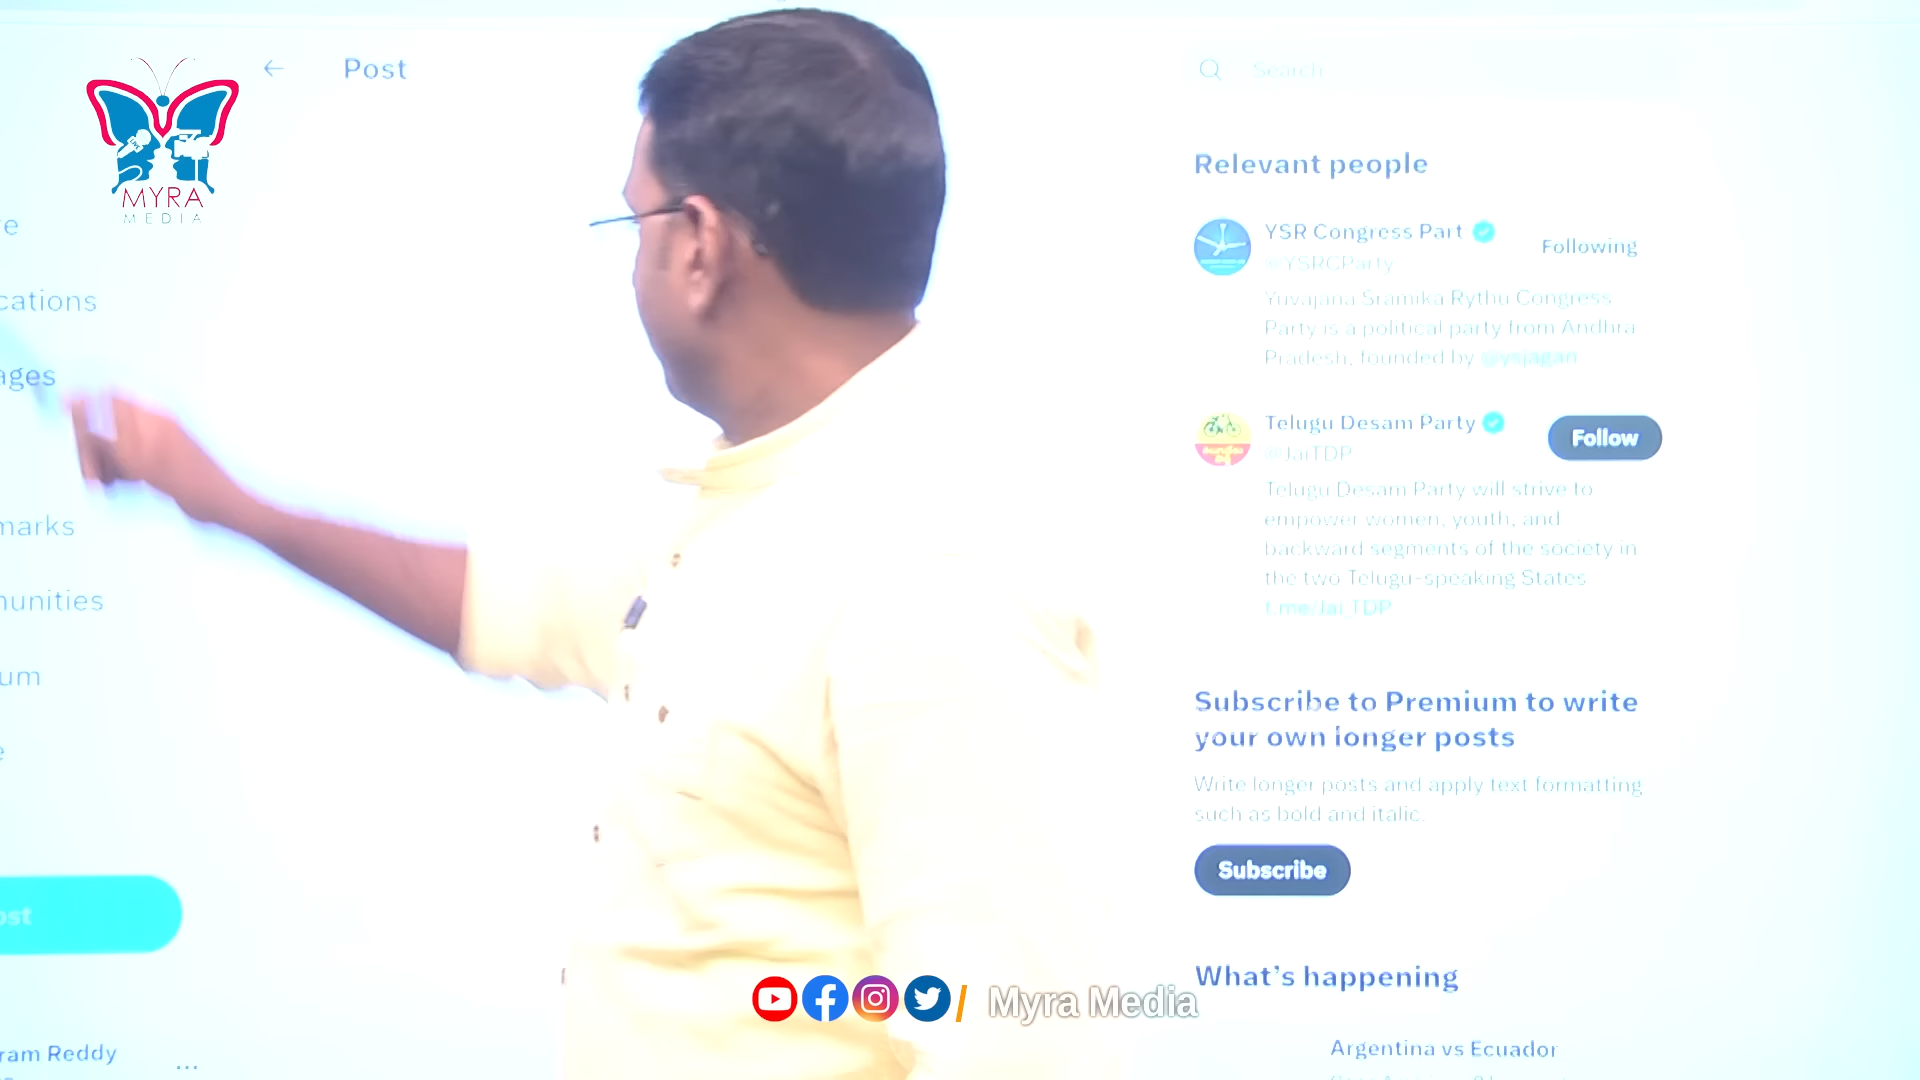 Post
Search
MYRA
MEDIA
Relevant people
YSR Congress Part
@YSRCParty
Following
Yuvajana Sramika Rythu Congress
Party is a political party from Andhra
Pradesh, founded by @ysjagan
Telugu Desam Party
@JaiTDP
Follow
Telugu Desam Party will strive to
empower women, youth, and
backward segments of the society in
the two Telugu-speaking States
t.me/Jai_TDP
Subscribe to Premium to write
your own longer posts
Write longer posts and apply text formatting
such as bold and italic.
Subscribe
What's happening
Argentina vs Ecuador
e
cations
ages
marks
munities
um
e
ost
ram Reddy
...
/ Myra Media